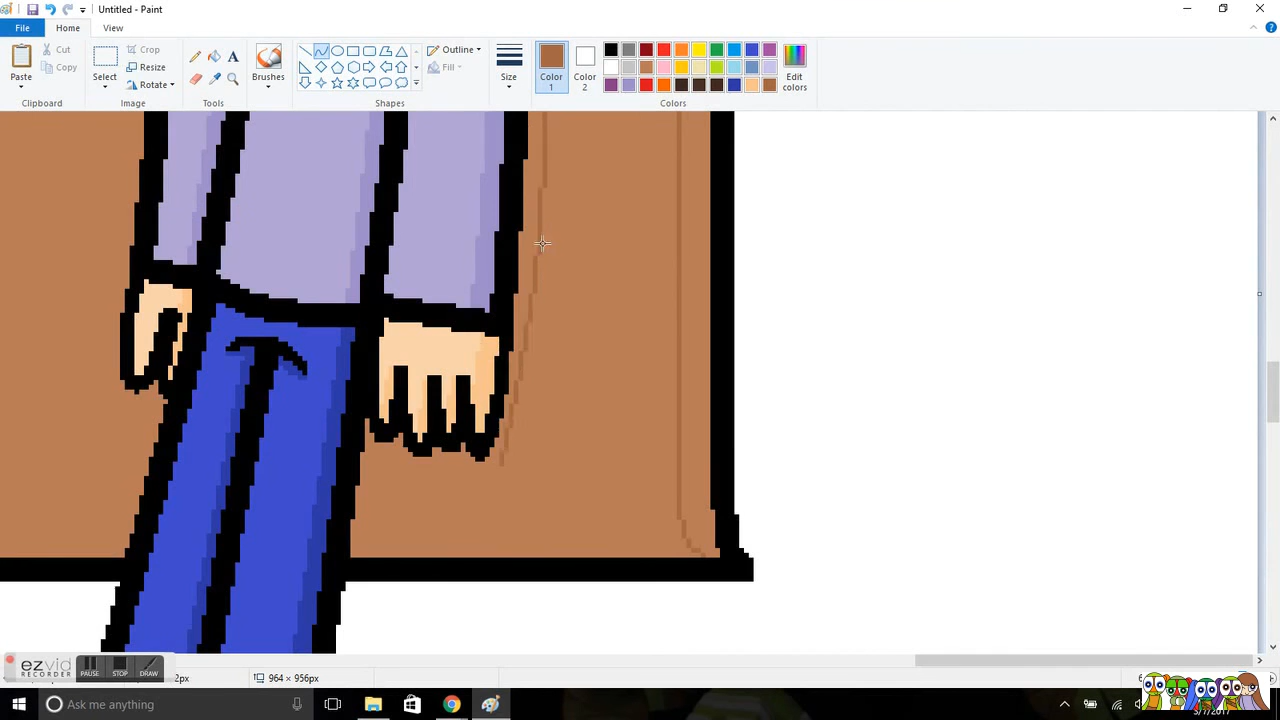 Untitled - Paint
File
Home
View
Paste
Cut
Copy
Clipboard
Select
Crop
Resize
Rotate
Image
A
Tools
Brushes
Shapes
Outline
Fill
Size
Color
1
Color
2
Edit
colors
Colors
ezvid
RECORDER
PAUSE
STOP
DRAW
964 × 956px
Ask me anything